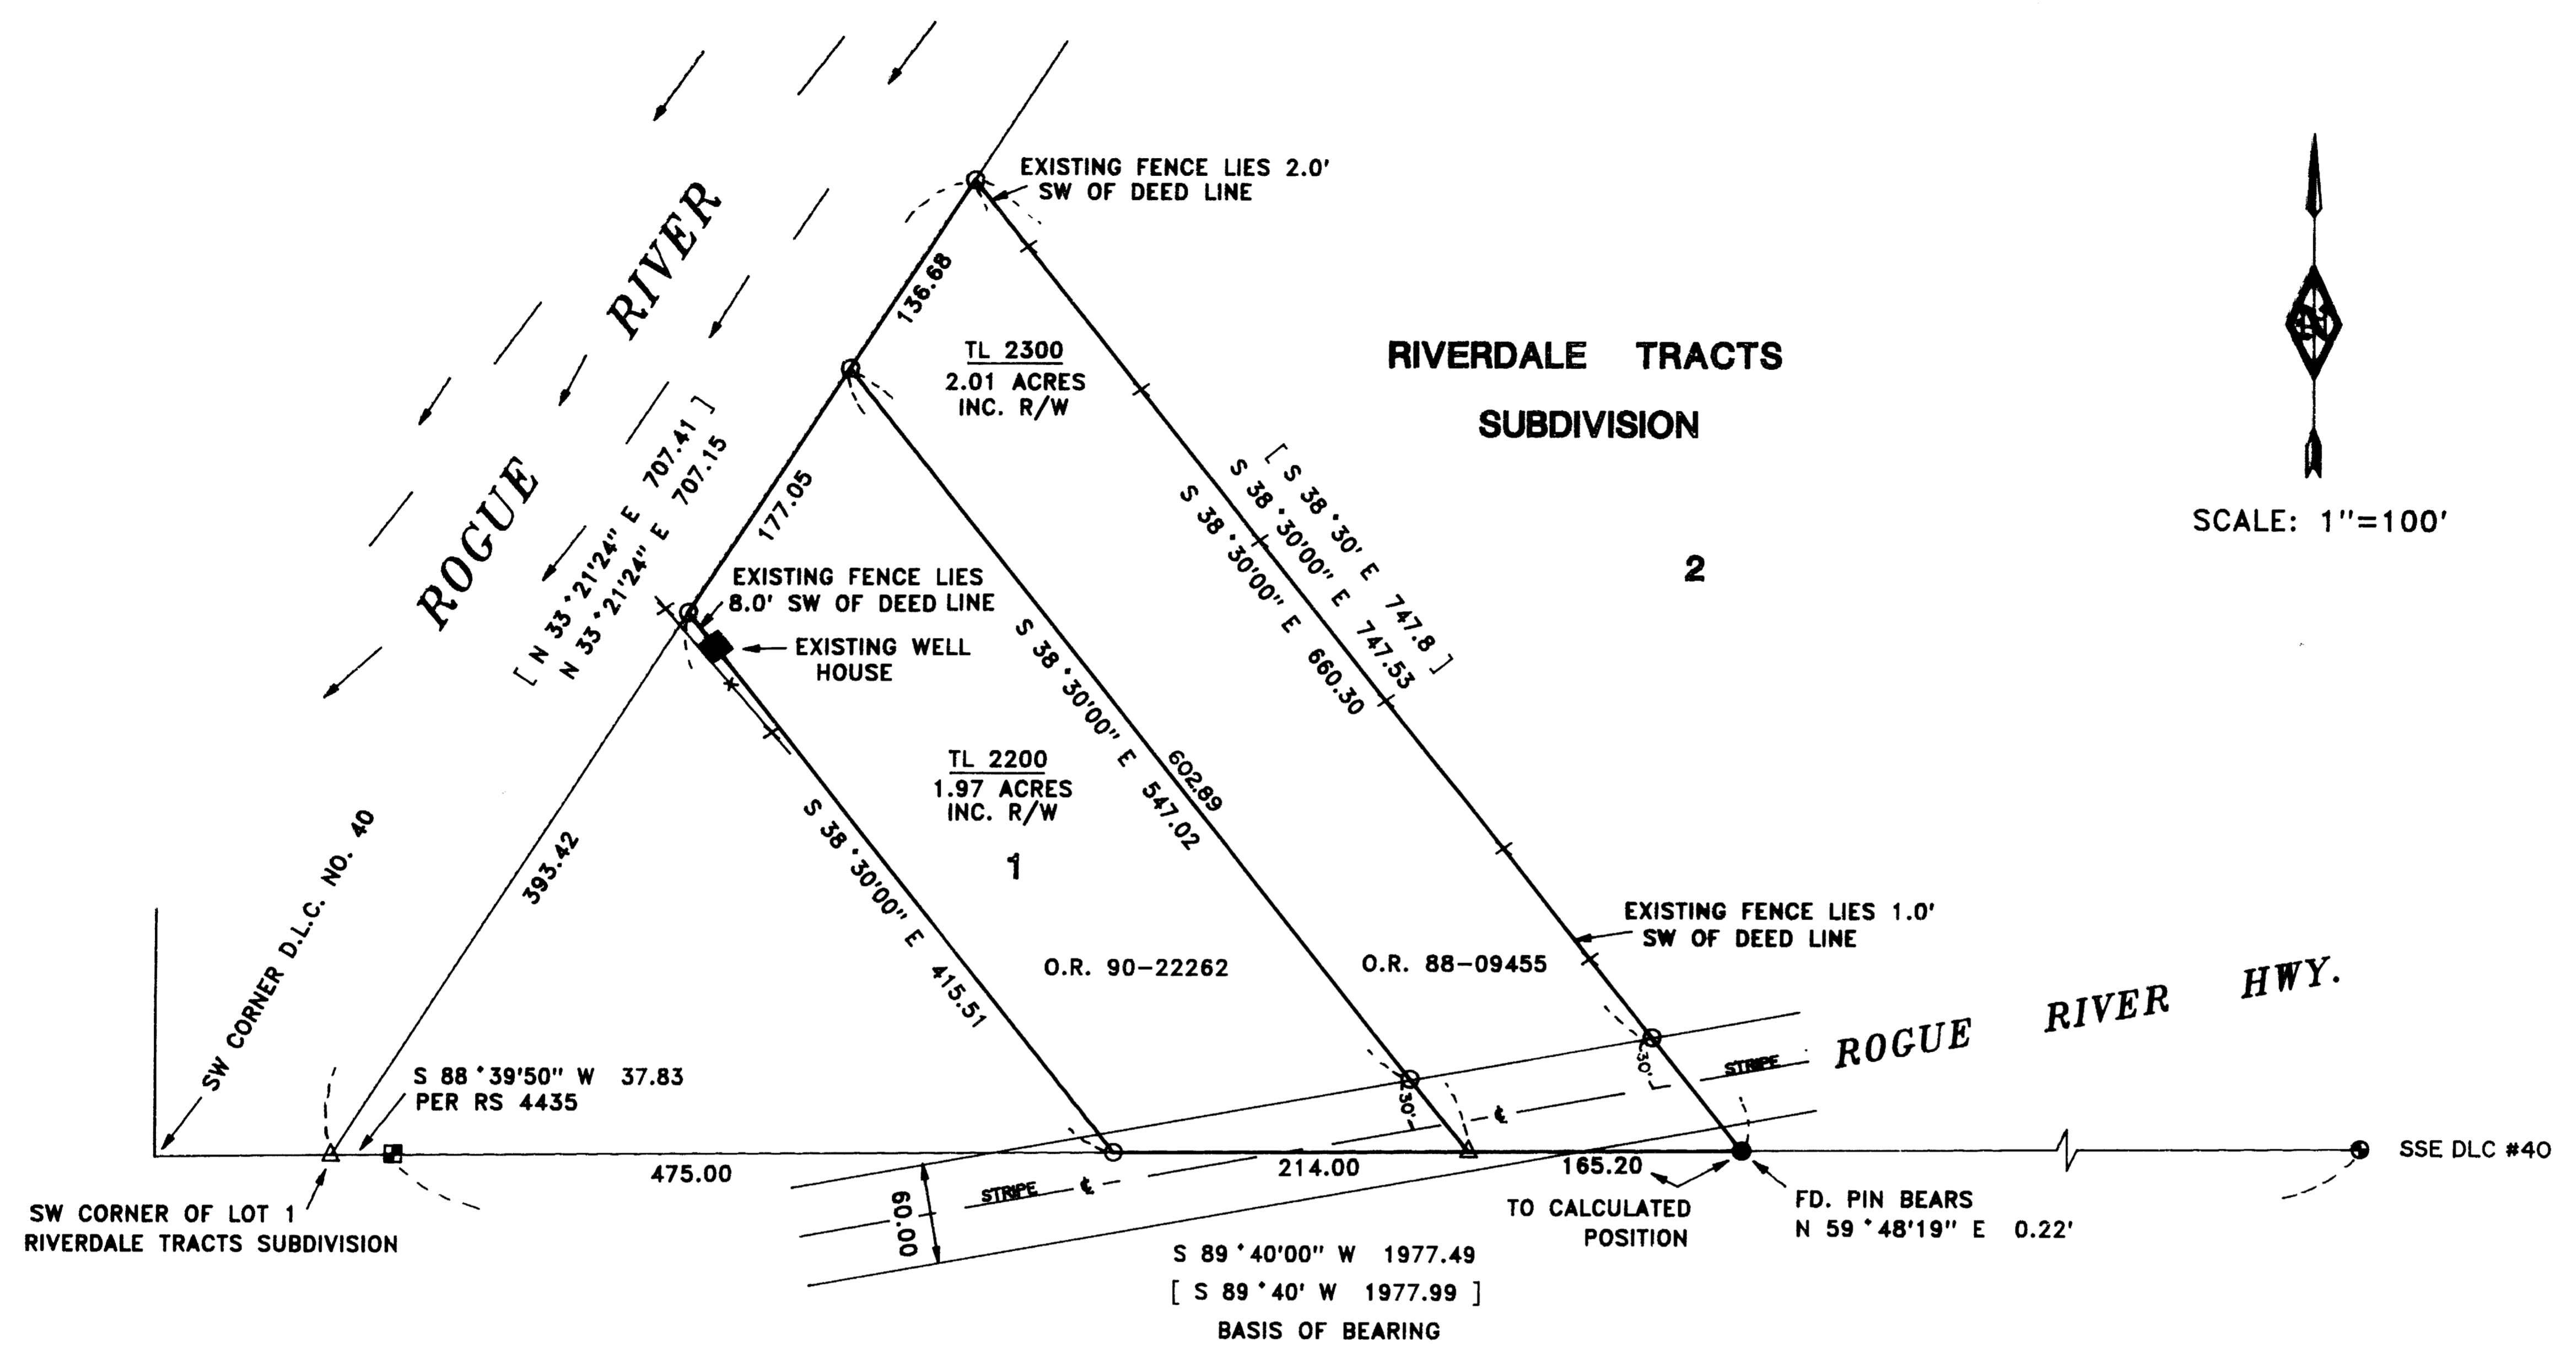 EXISTING FENCE LIES 2.0'
SW OF DEED LINE
ROGUE RIVER
136.68
TL 2300
2.01 ACRES
INC. R/W
RIVERDALE TRACTS
SUBDIVISION
2
SCALE: 1"=100'
[ N 33°21'24" E 707.41 ]
N 33°21'24" E 707.15
177.05
[ S 38°30' E 747.8 ]
S 38°30'00" E 747.53
S 38°30'00" E 660.30
EXISTING FENCE LIES
8.0' SW OF DEED LINE
EXISTING WELL
HOUSE
S 38°30'00" E 547.02
602.89
TL 2200
1.97 ACRES
INC. R/W
1
S 38°30'00" E 415.51
393.42
SW CORNER D.L.C. NO. 40
O.R. 90-22262
O.R. 88-09455
EXISTING FENCE LIES 1.0'
SW OF DEED LINE
ROGUE RIVER HWY.
STRIPE
30'
30'
S 88°39'50" W 37.83
PER RS 4435
475.00
214.00
165.20
STRIPE
60.00
SSE DLC #40
SW CORNER OF LOT 1
RIVERDALE TRACTS SUBDIVISION
TO CALCULATED
POSITION
FD. PIN BEARS
N 59°48'19" E 0.22'
S 89°40'00" W 1977.49
[ S 89°40' W 1977.99 ]
BASIS OF BEARING